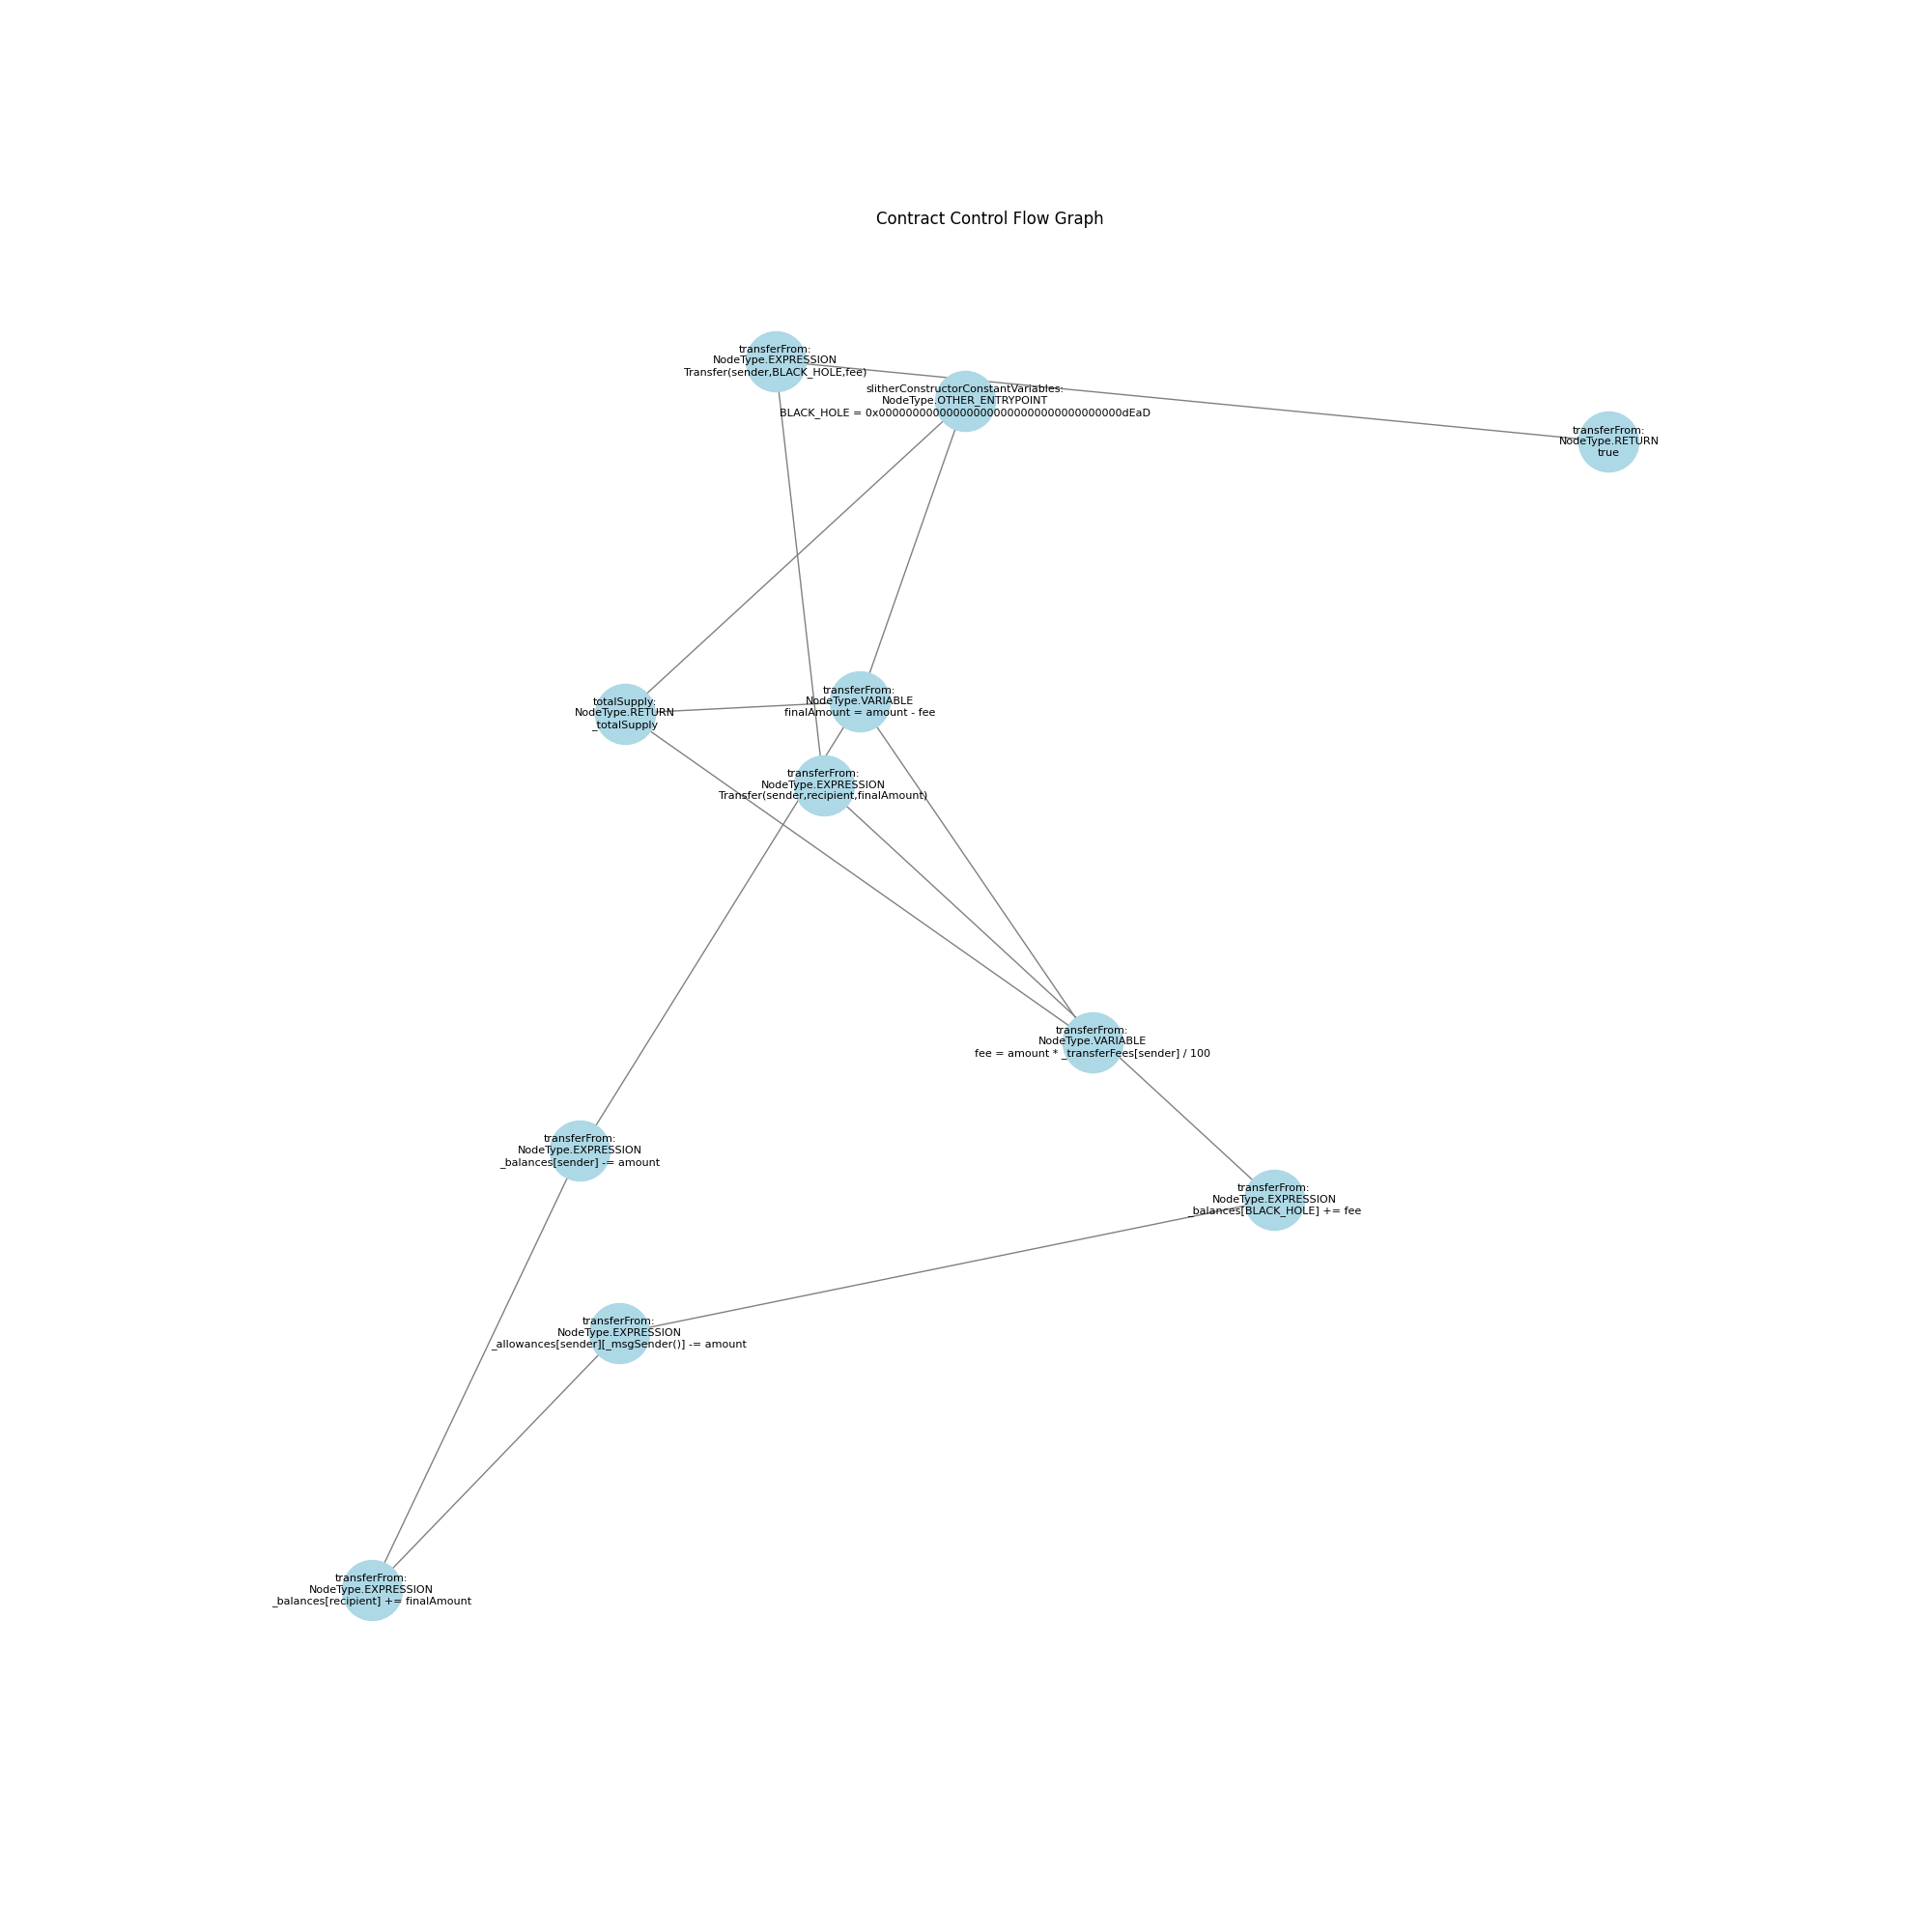 Contract Control Flow Graph
transferFrom:
NodeType.EXPRESSION
Transfer(sender,BLACK_HOLE,fee)
slitherConstructorConstantVariables:
NodeType.OTHER_ENTRYPOINT
BLACK_HOLE = 0x000000000000000000000000000000000000dEaD
transferFrom:
NodeType.RETURN
true
totalSupply:
NodeType.RETURN
_totalSupply
transferFrom:
NodeType.VARIABLE
finalAmount = amount - fee
transferFrom:
NodeType.EXPRESSION
Transfer(sender,recipient,finalAmount)
transferFrom:
NodeType.VARIABLE
fee = amount * _transferFees[sender] / 100
transferFrom:
NodeType.EXPRESSION
_balances[sender] -= amount
transferFrom:
NodeType.EXPRESSION
_balances[BLACK_HOLE] += fee
transferFrom:
NodeType.EXPRESSION
_allowances[sender][_msgSender()] -= amount
transferFrom:
NodeType.EXPRESSION
_balances[recipient] += finalAmount